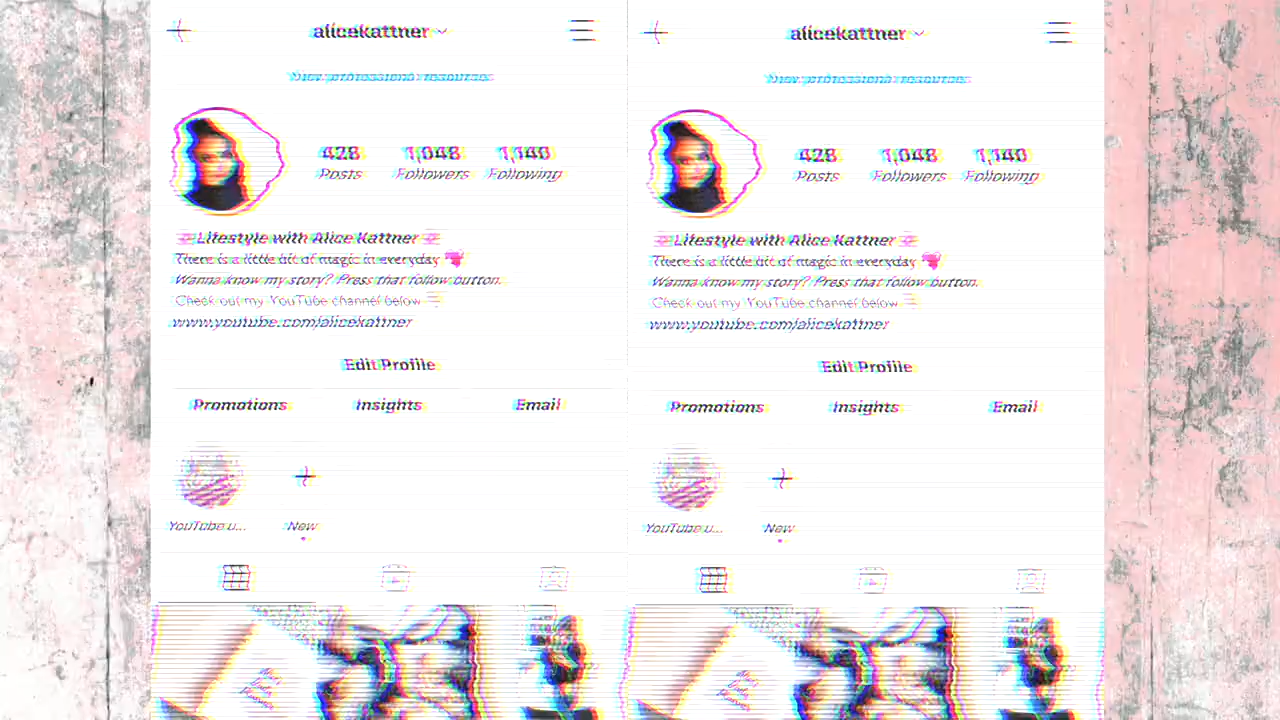 alicekattner
View professional resources
428 1,048 1,140
Posts Followers Following
Lifestyle with Alice Kattner
There is a little bit of magic in everyday
Wanna know my story? Press that follow button.
Check out my YouTube channel below
www.youtube.com/alicekattner
Edit Profile
Promotions Insights Email
YouTube u... New
alicekattner
View professional resources
428 1,048 1,140
Posts Followers Following
Lifestyle with Alice Kattner
There is a little bit of magic in everyday
Wanna know my story? Press that follow button.
Check out my YouTube channel below
www.youtube.com/alicekattner
Edit Profile
Promotions Insights Email
YouTube u... New